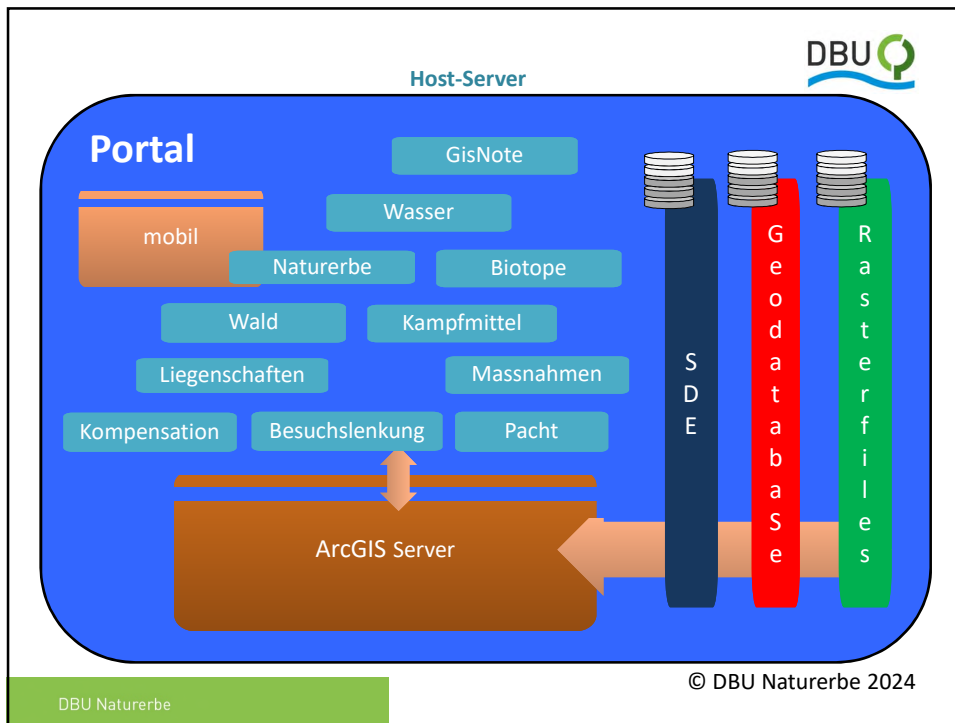 DBU
Host-Server
Portal
GisNote
Wasser
mobil
Naturerbe
Biotope
Wald
Kampfmittel
Liegenschaften
Massnahmen
Kompensation
Besuchslenkung
Pacht
ArcGIS Server
SDE
GeodatabaSe
Rasterfiles
© DBU Naturerbe 2024
DBU Naturerbe